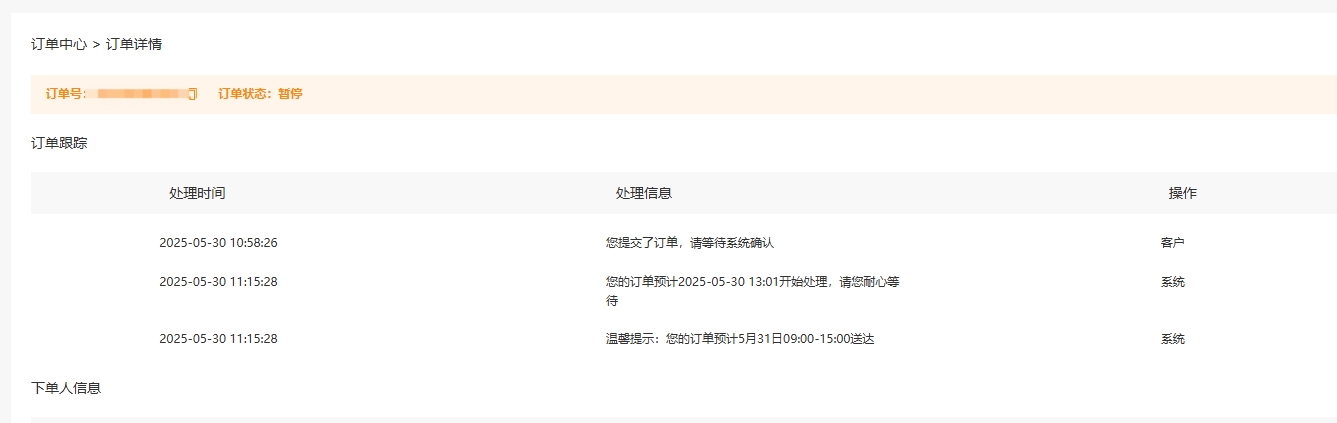 订单中心 > 订单详情
订单号: 订单状态：暂停
订单跟踪
处理时间 处理信息 操作
2025-05-30 10:58:26 您提交了订单，请等待系统确认 客户
2025-05-30 11:15:28 您的订单预计2025-05-30 13:01开始处理，请您耐心等 系统
待
2025-05-30 11:15:28 温馨提示：您的订单预计5月31日09:00-15:00送达 系统
下单人信息